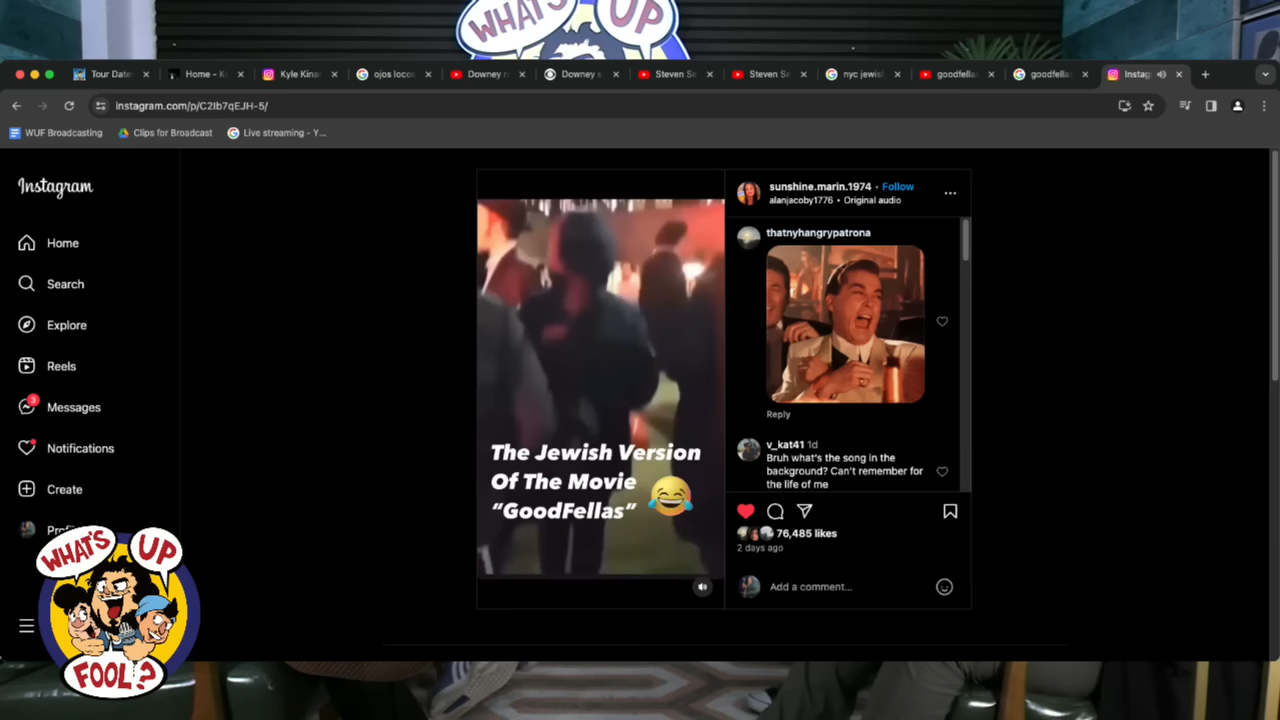 WHAT'S UP
Tour Date
Home - K
Kyle Kina
ojos locos
Downey r
Downey s
Steven Se
Steven Se
nyc jewis
goodfella
goodfella
Instag
instagram.com/p/C2Ib7qEJH-5/
WUF Broadcasting
Clips for Broadcast
Live streaming - Y...
Instagram
Home
Search
Explore
Reels
3
Messages
Notifications
Create
The Jewish Version
Of The Movie
"GoodFellas"
sunshine.marin.1974 • Follow
alanjacoby1776 • Original audio
thatnyhangrypatrona
Reply
v_kat41 1d
Bruh what's the song in the
background? Can't remember for
the life of me
76,485 likes
2 days ago
Add a comment...
WHAT'S UP
FOOL?